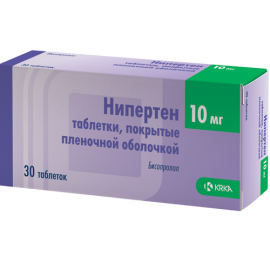 Нипертен 10 мг
таблетки, покрытые
пленочной оболочкой
Бисопролол
30 таблеток
KRKA